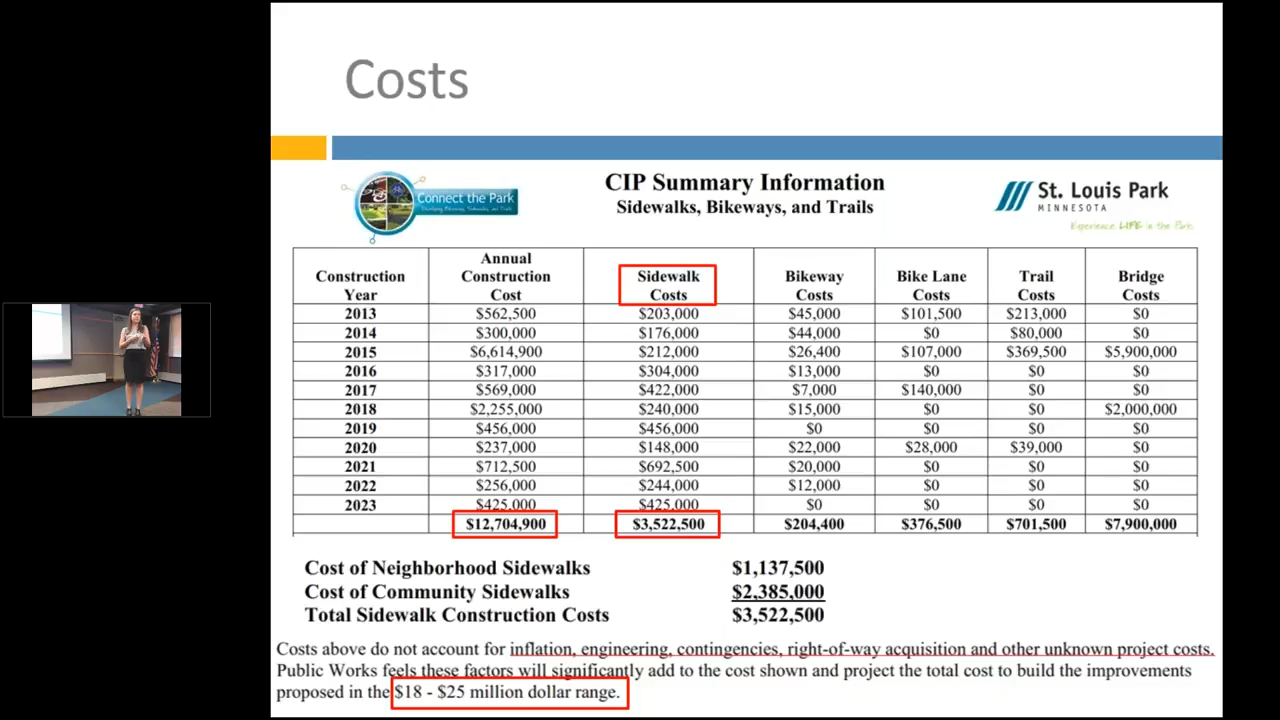 Costs
Connect the Park
CIP Summary Information
Sidewalks, Bikeways, and Trails
St. Louis Park
MINNESOTA
Experience LIFE in the Park.
Construction Year Annual Construction Cost Sidewalk Costs Bikeway Costs Bike Lane Costs Trail Costs Bridge Costs
2013 $562,500 $203,000 $45,000 $101,500 $213,000 $0
2014 $300,000 $176,000 $44,000 $0 $80,000 $0
2015 $6,614,900 $212,000 $26,400 $107,000 $369,500 $5,900,000
2016 $317,000 $304,000 $13,000 $0 $0 $0
2017 $569,000 $422,000 $7,000 $140,000 $0 $0
2018 $2,255,000 $240,000 $15,000 $0 $0 $2,000,000
2019 $456,000 $456,000 $0 $0 $0 $0
2020 $237,000 $148,000 $22,000 $28,000 $39,000 $0
2021 $712,500 $692,500 $20,000 $0 $0 $0
2022 $256,000 $244,000 $12,000 $0 $0 $0
2023 $425,000 $425,000 $0 $0 $0 $0
$12,704,900 $3,522,500 $204,400 $376,500 $701,500 $7,900,000
Cost of Neighborhood Sidewalks $1,137,500
Cost of Community Sidewalks $2,385,000
Total Sidewalk Construction Costs $3,522,500
Costs above do not account for inflation, engineering, contingencies, right-of-way acquisition and other unknown project costs.
Public Works feels these factors will significantly add to the cost shown and project the total cost to build the improvements
proposed in the $18 - $25 million dollar range.